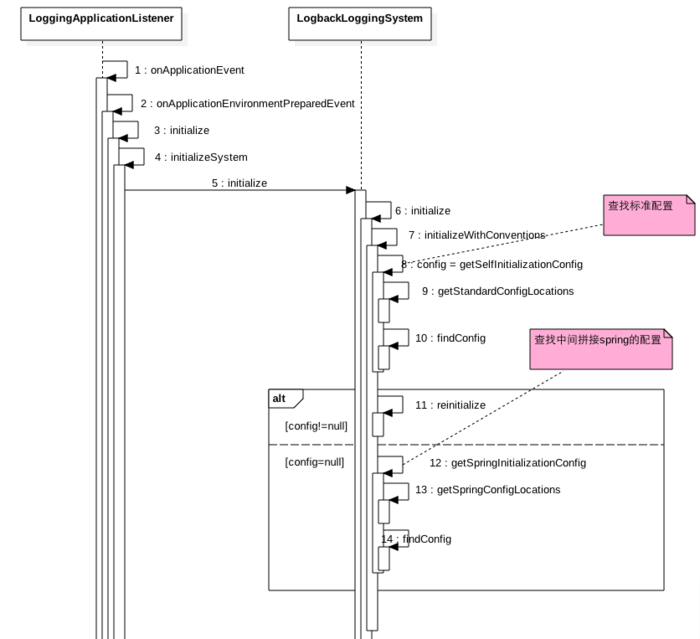 LoggingApplicationListener
LogbackLoggingSystem
1 : onApplicationEvent
2 : onApplicationEnvironmentPreparedEvent
3 : initialize
4 : initializeSystem
5 : initialize
查找标准配置
6 : initialize
7 : initializeWithConventions
8 : config = getSelfInitializationConfig
9 : getStandardConfigLocations
10 : findConfig
查找中间拼接spring的配置
alt
11 : reinitialize
[config!=null]
[config=null]
12 : getSpringInitializationConfig
13 : getSpringConfigLocations
14 : findConfig